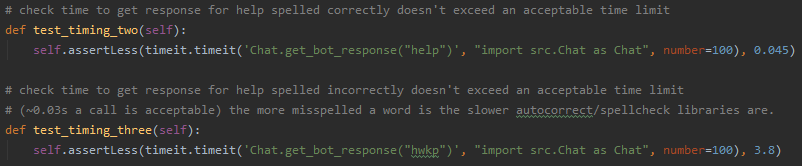 # check time to get response for help spelled correctly doesn't exceed an acceptable time limit
def test_timing_two(self):
    self.assertLess(timeit.timeit('Chat.get_bot_response("help")', "import src.Chat as Chat", number=100), 0.045)
# check time to get response for help spelled incorrectly doesn't exceed an acceptable time limit
# (~0.03s a call is acceptable) the more misspelled a word is the slower autocorrect/spellcheck libraries are.
def test_timing_three(self):
    self.assertLess(timeit.timeit('Chat.get_bot_response("hwkp")', "import src.Chat as Chat", number=100), 3.8)